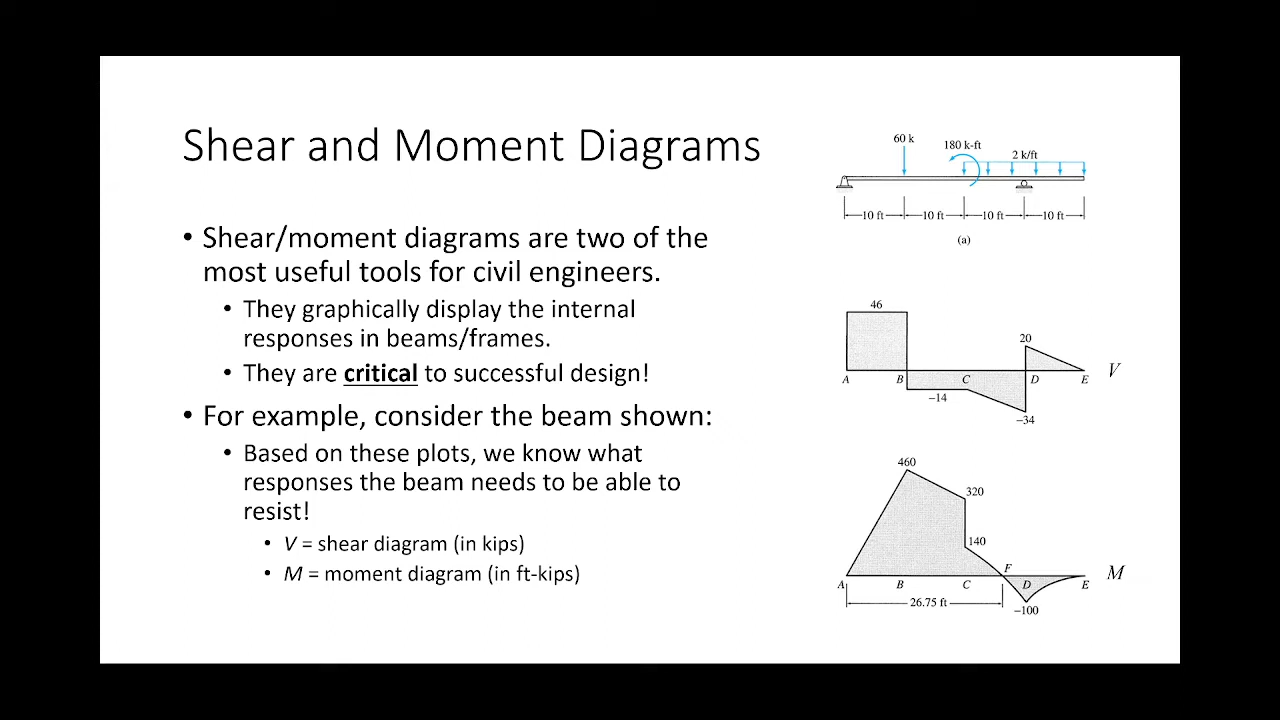 Shear and Moment Diagrams
• Shear/moment diagrams are two of the
most useful tools for civil engineers.
• They graphically display the internal
responses in beams/frames.
• They are critical to successful design!
• For example, consider the beam shown:
• Based on these plots, we know what
responses the beam needs to be able to
resist!
• V = shear diagram (in kips)
• M = moment diagram (in ft-kips)
60 k
180 k-ft
2 k/ft
10 ft 10 ft 10 ft 10 ft
(a)
46
20
A B C D E V
−14
−34
460
320
140
F
A B C D E M
26.75 ft
−100